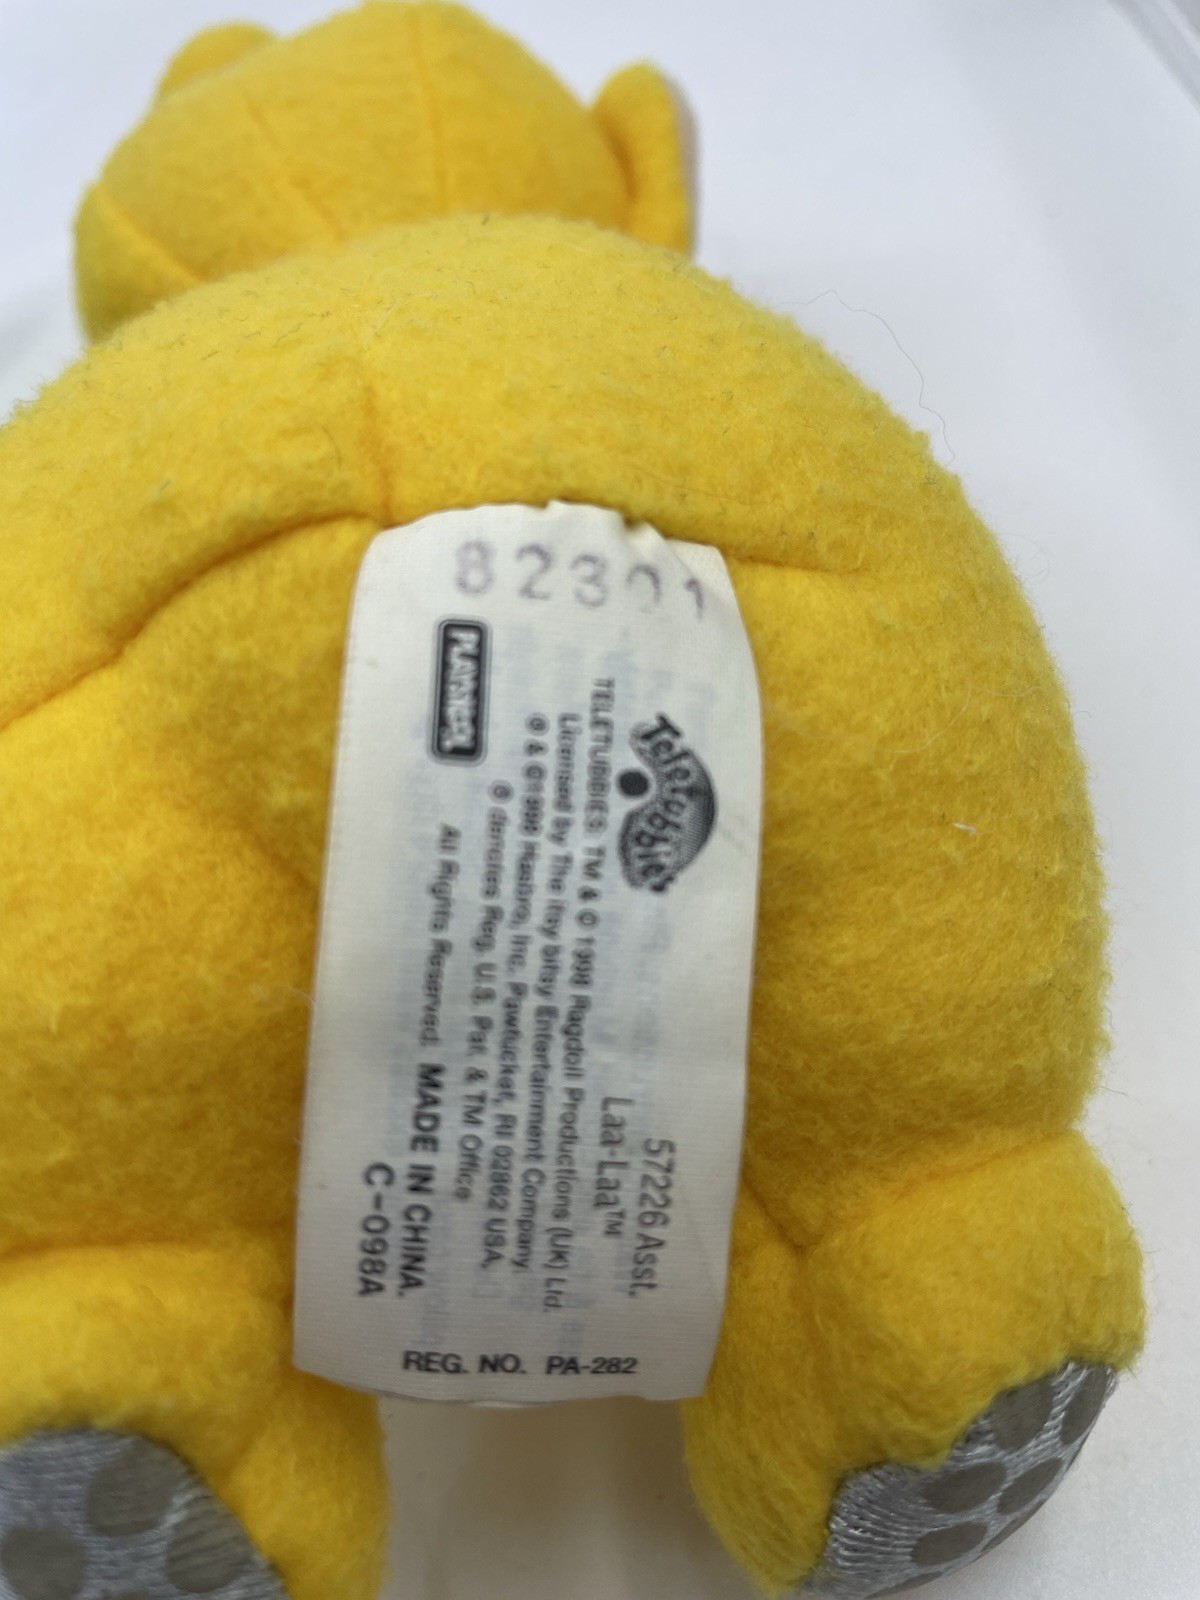 82301
Teletubbies
57226 Asst.
Laa-Laa™
TELETUBBIES: TM & © 1998 Ragdoll Productions (UK) Ltd.
Licensed by The itsy bitsy Entertainment Company.
® & ©1998 Hasbro, Inc. Pawtucket, RI 02862 USA.
® denotes Reg. U.S. Pat. & TM Office
All Rights Reserved. MADE IN CHINA.
C-098A
PLAYSKOOL
REG. NO. PA-282